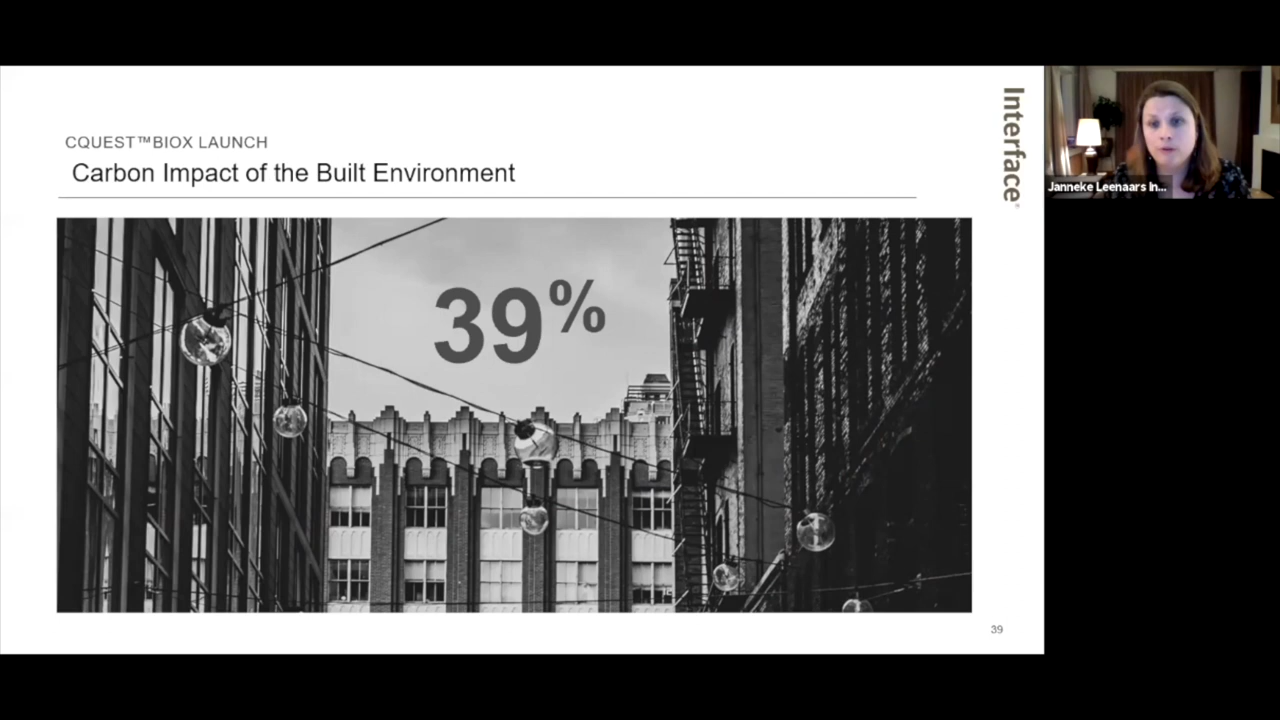 CQUEST™BIOX LAUNCH
Carbon Impact of the Built Environment
39%
39
Interface®
Janneke Leenaars In...